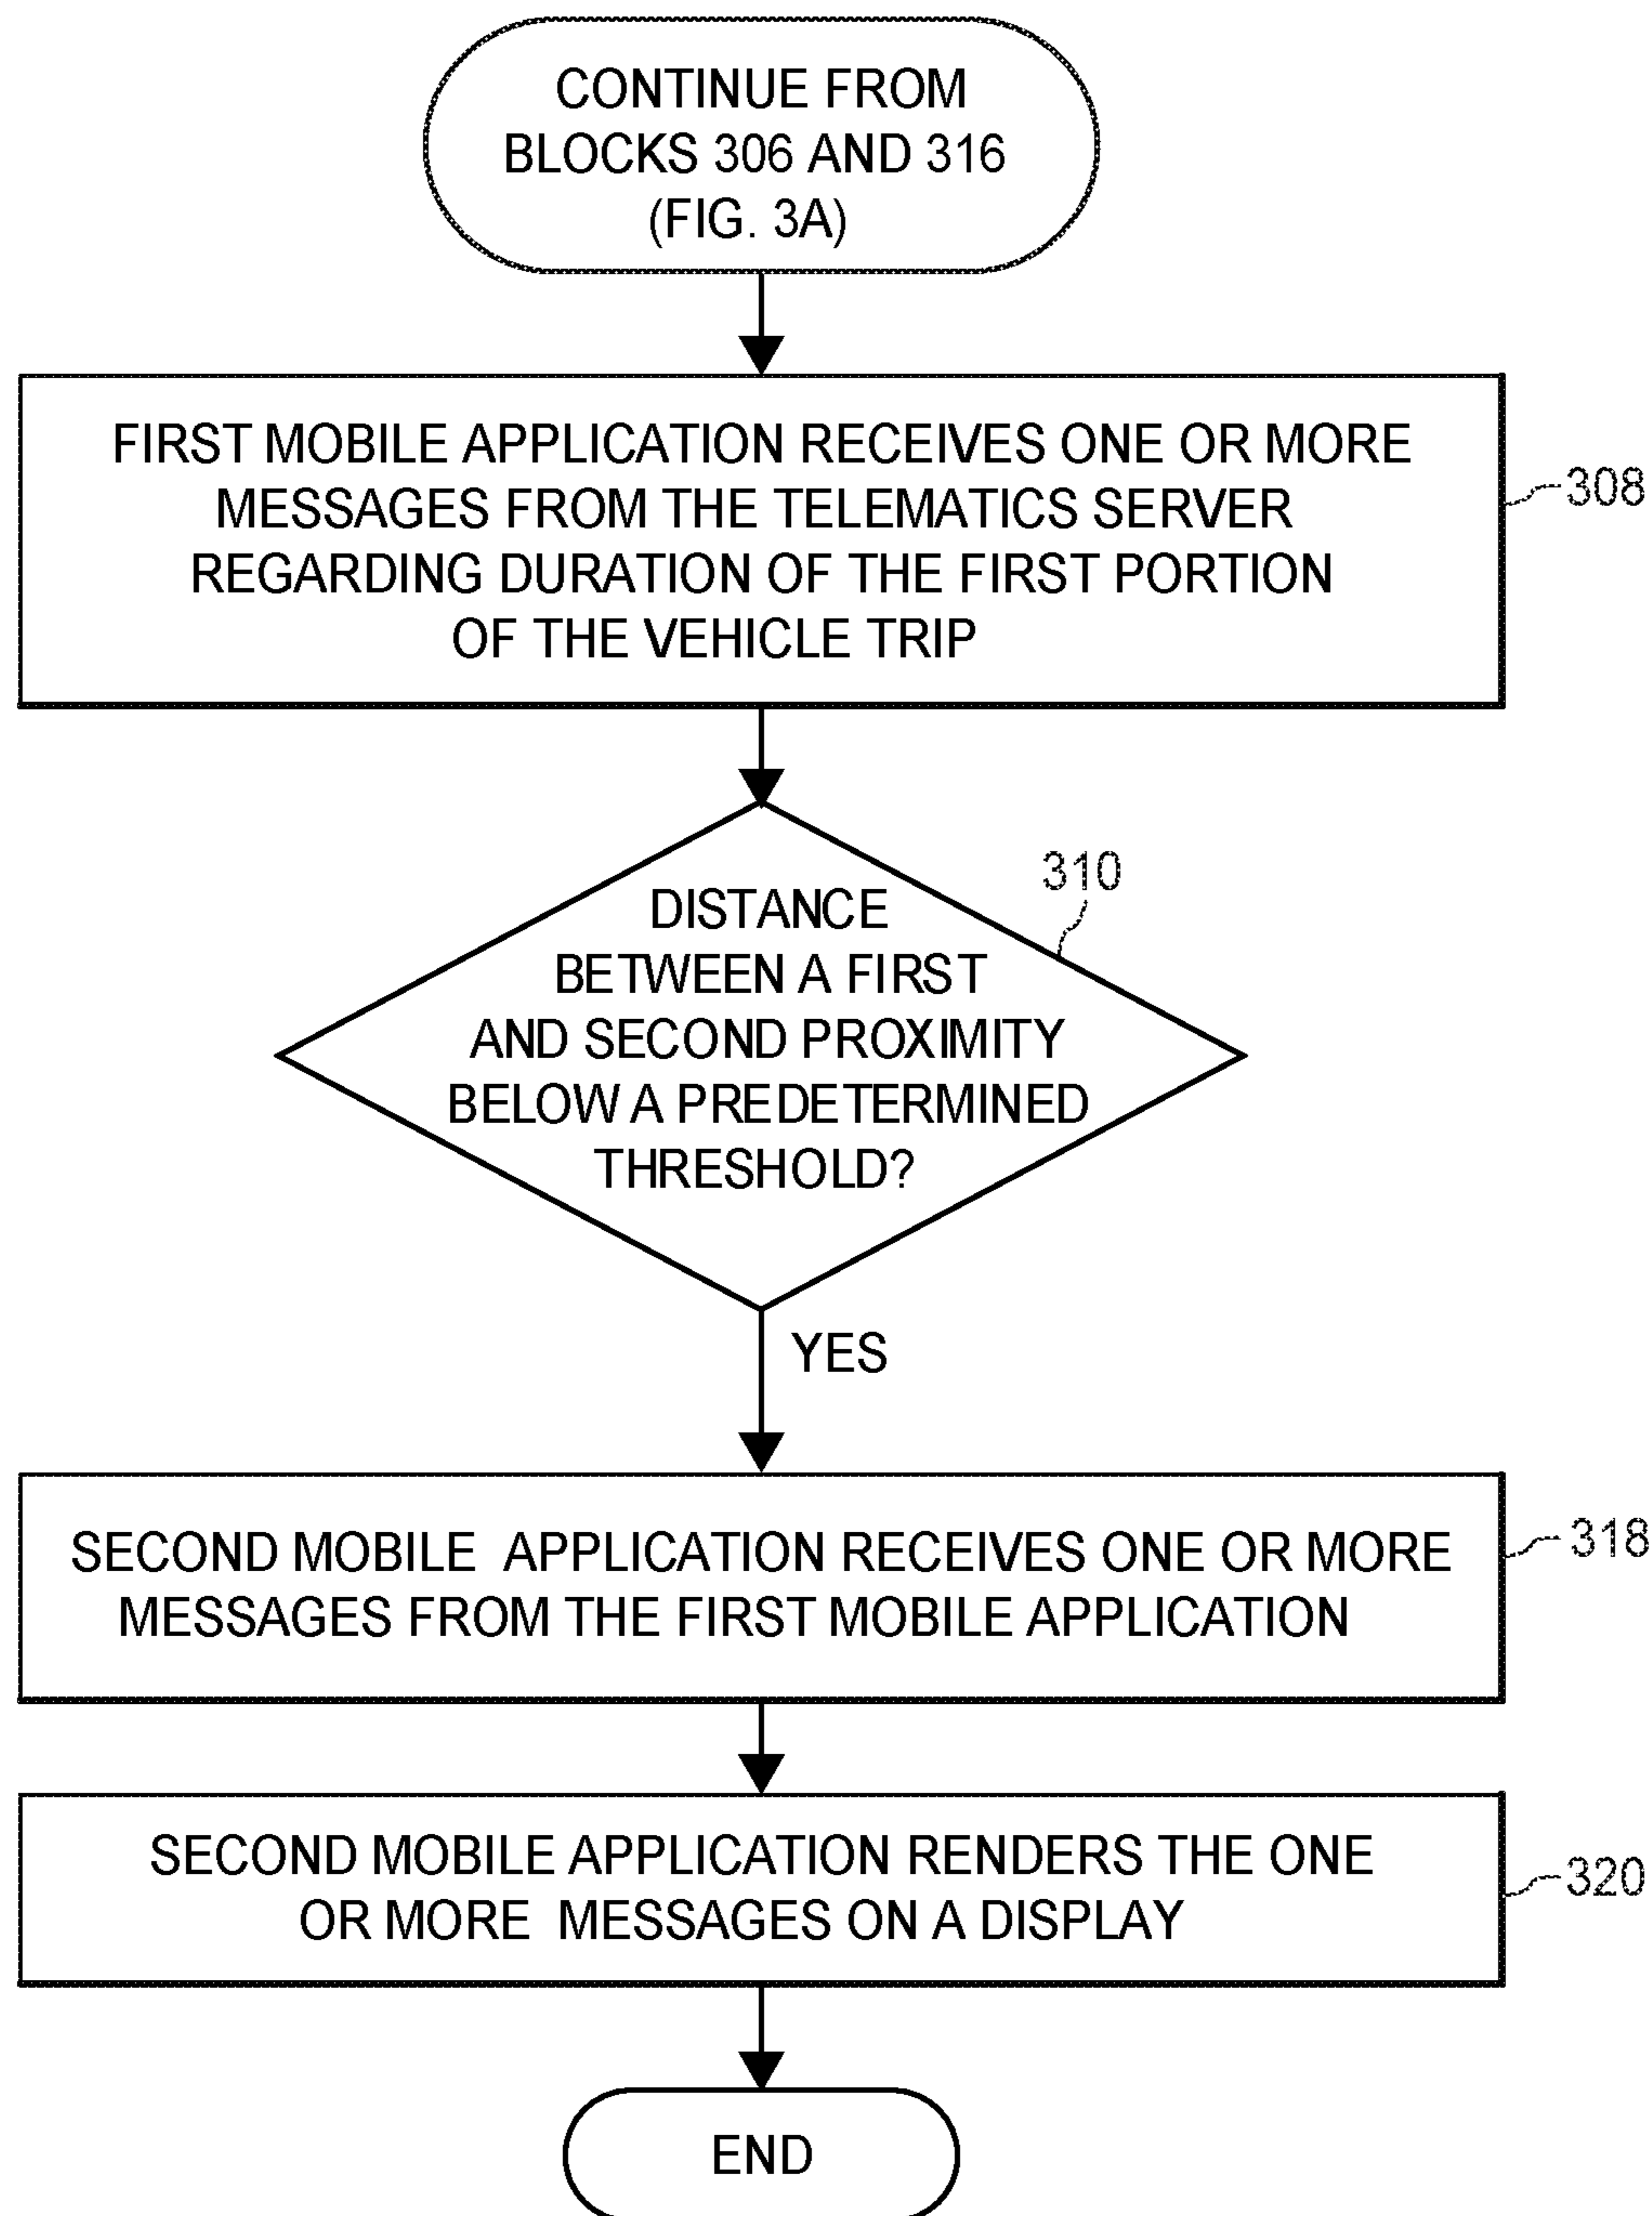 CONTINUE FROM
BLOCKS 306 AND 316
(FIG. 3A)
FIRST MOBILE APPLICATION RECEIVES ONE OR MORE
MESSAGES FROM THE TELEMATICS SERVER
REGARDING DURATION OF THE FIRST PORTION
OF THE VEHICLE TRIP
308
310
DISTANCE
BETWEEN A FIRST
AND SECOND PROXIMITY
BELOW A PREDETERMINED
THRESHOLD?
YES
SECOND MOBILE APPLICATION RECEIVES ONE OR MORE
MESSAGES FROM THE FIRST MOBILE APPLICATION
318
SECOND MOBILE APPLICATION RENDERS THE ONE
OR MORE MESSAGES ON A DISPLAY
320
END